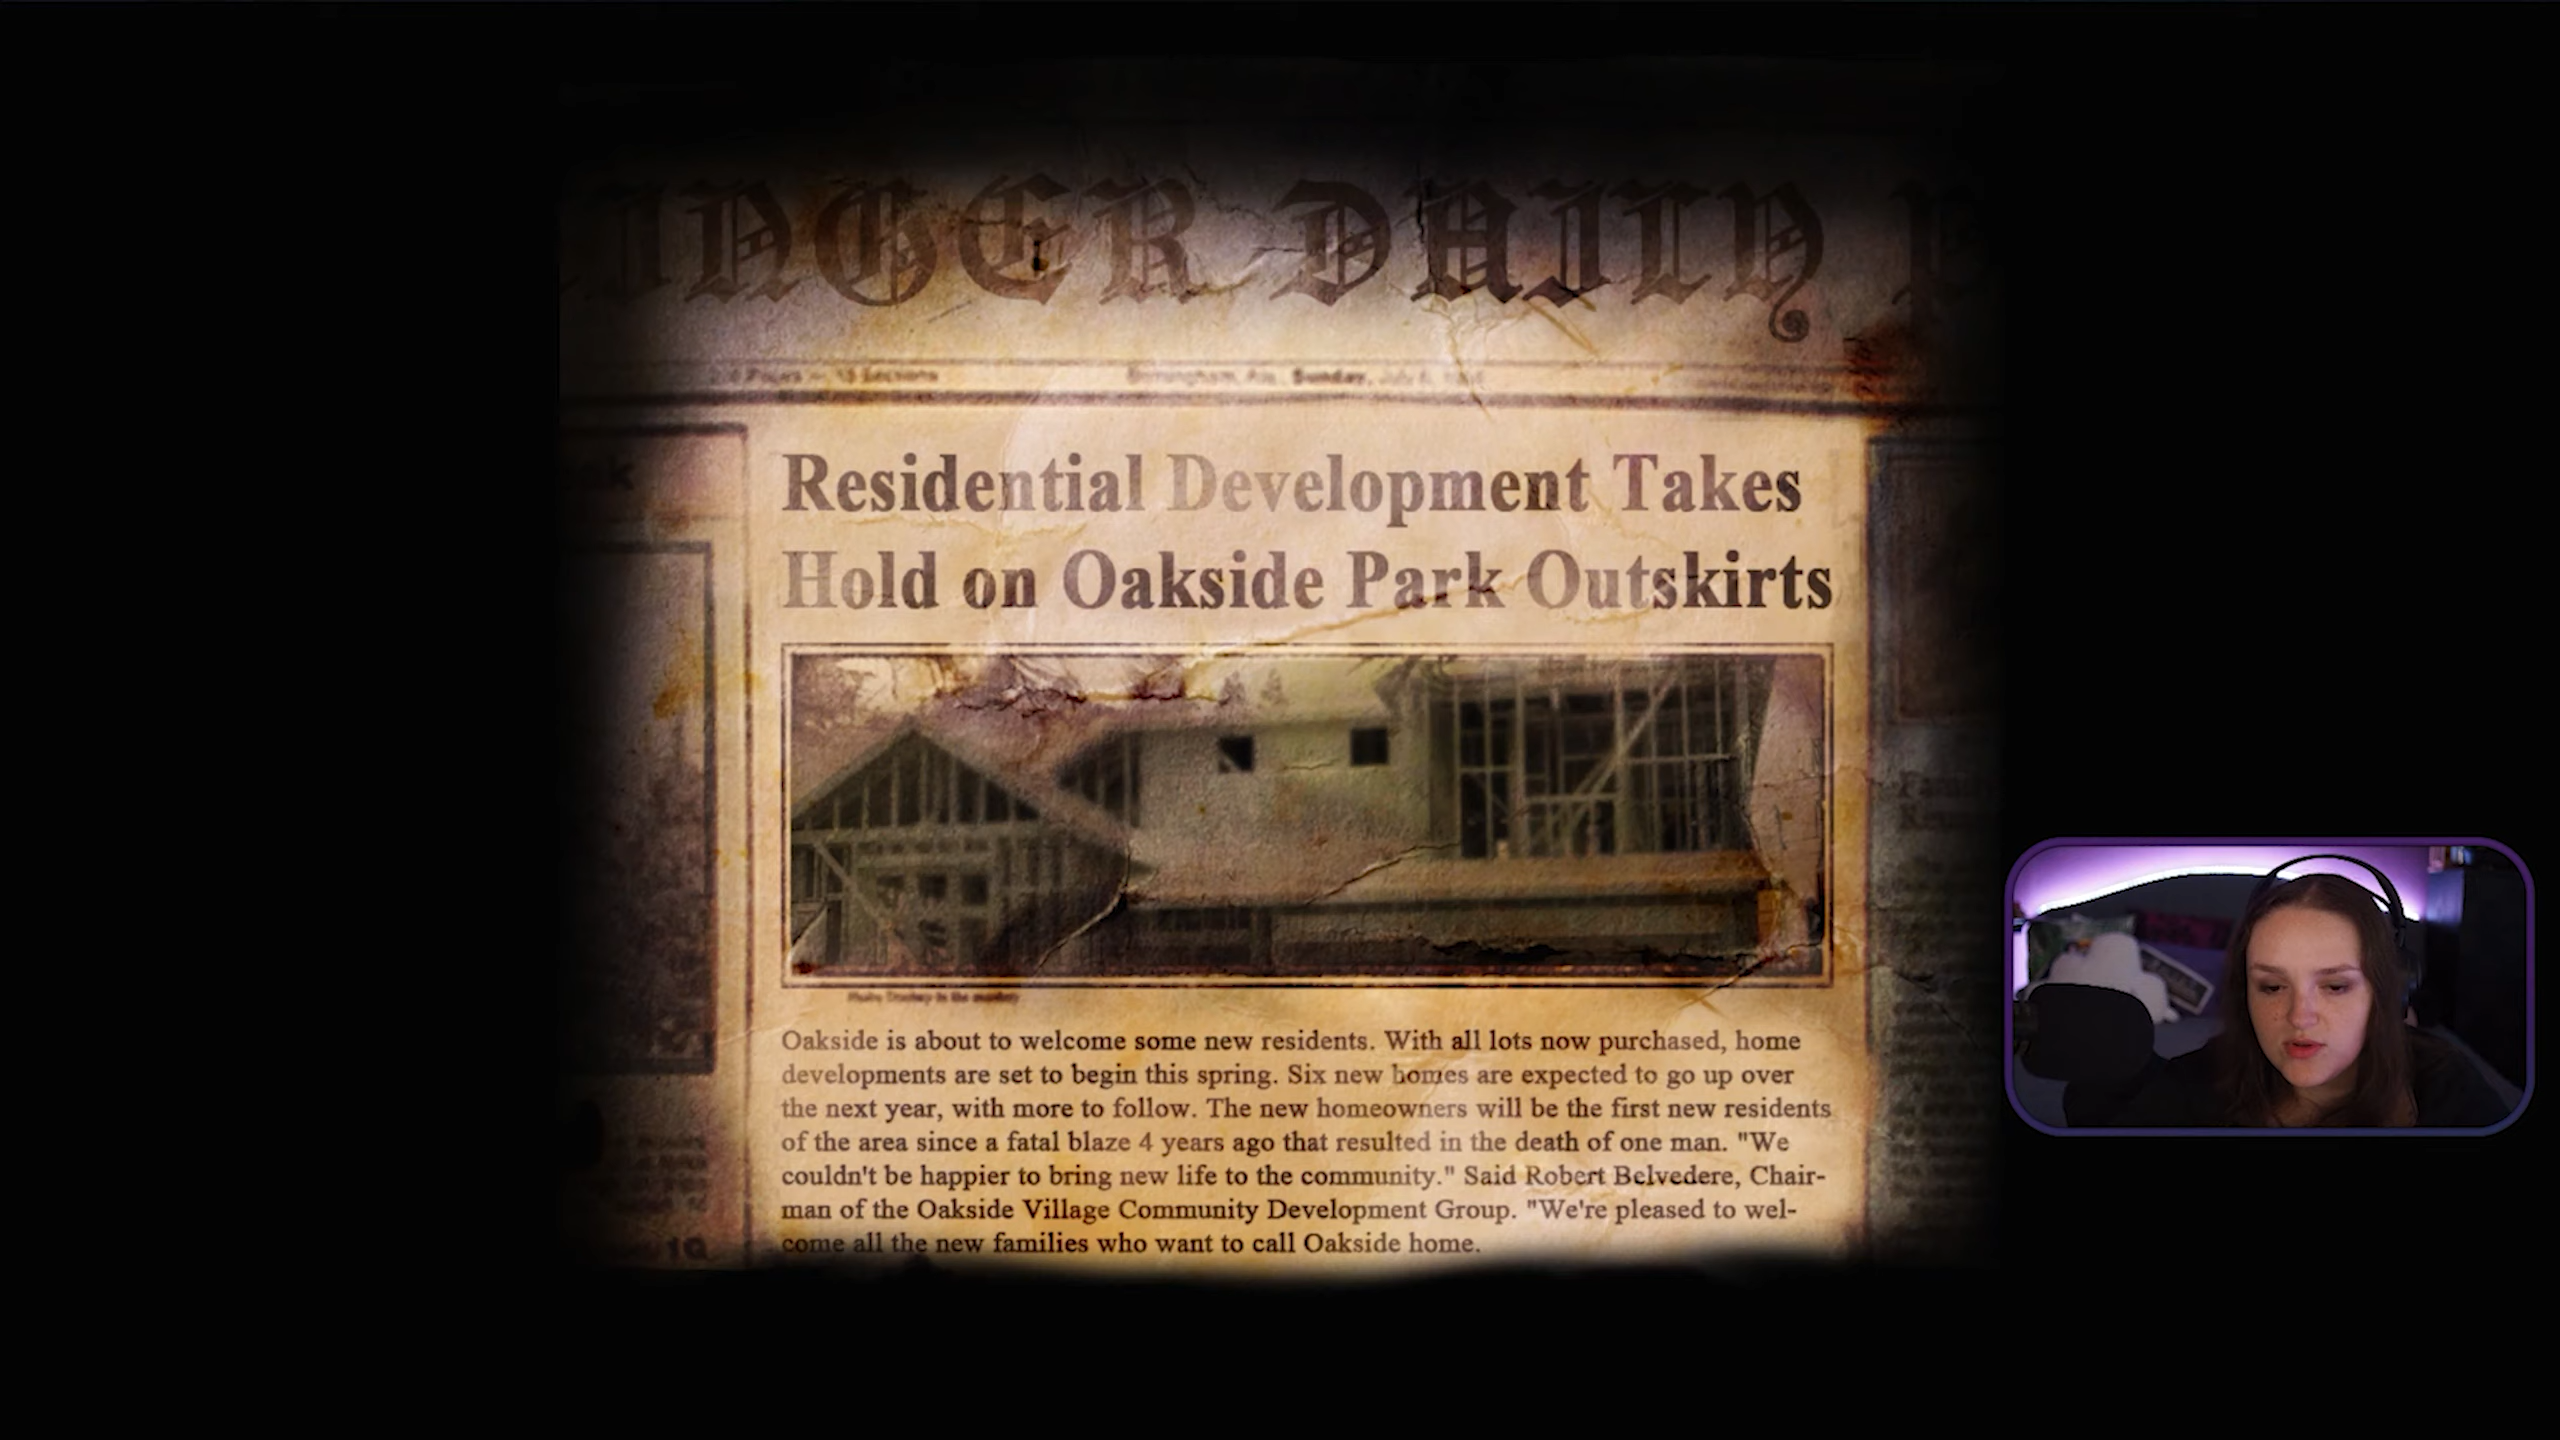 INGER DAILY
Sunday,
Residential Development Takes
Hold on Oakside Park Outskirts
Oakside is about to welcome some new residents. With all lots now purchased, home
developments are set to begin this spring. Six new homes are expected to go up over
the next year, with more to follow. The new homeowners will be the first new residents
of the area since a fatal blaze 4 years ago that resulted in the death of one man. "We
couldn't be happier to bring new life to the community." Said Robert Belvedere, Chair-
man of the Oakside Village Community Development Group. "We're pleased to wel-
come all the new families who want to call Oakside home.